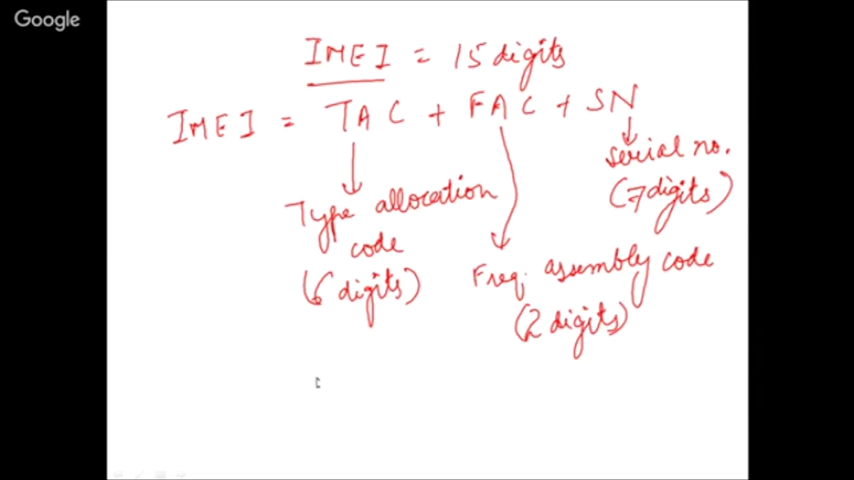 Google
IMEI = 15 digits
IMEI = TAC + FAC + SN
Serial no.
(7 digits)
Type allocation
code
(6 digits)
Freq. assembly code
(2 digits)